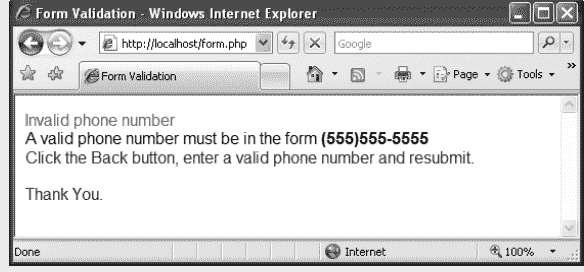 Form Validation - Windows Internet Explorer
http://localhost/form.php
Google
Form Validation
Page
Tools
»
Invalid phone number
A valid phone number must be in the form (555)555-5555
Click the Back button, enter a valid phone number and resubmit.
Thank You.
Done
Internet
100%